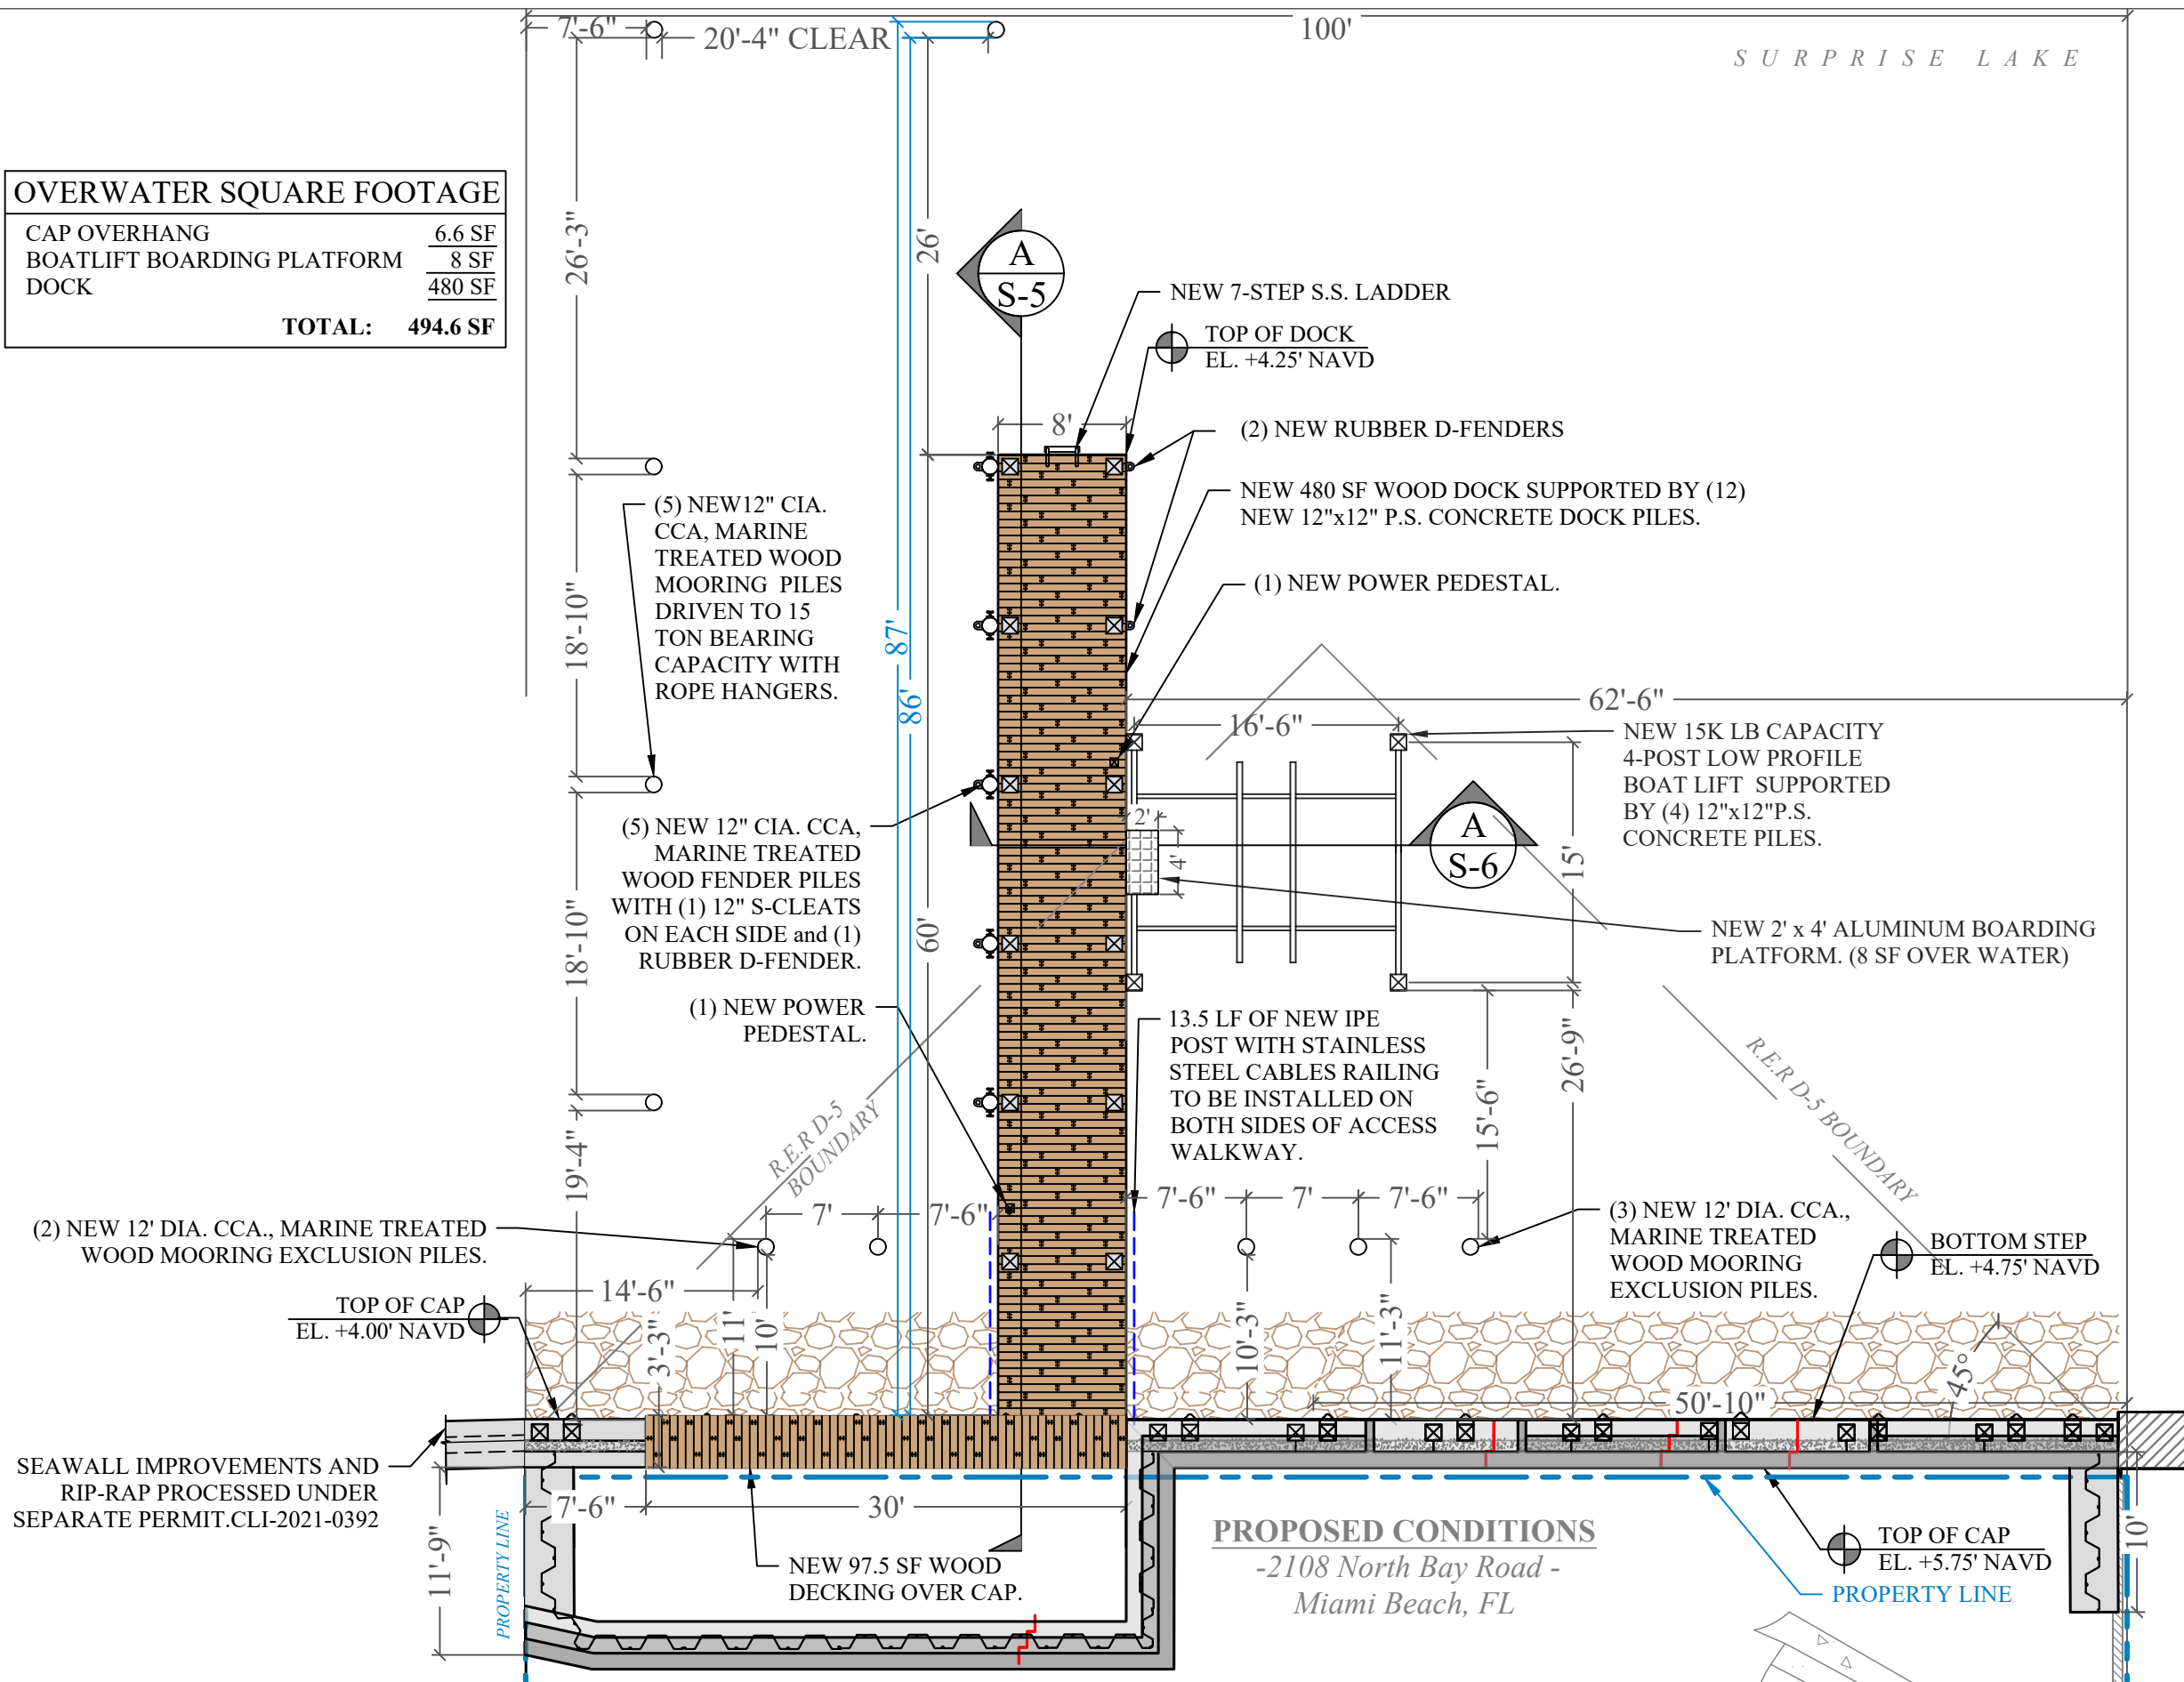 7'-6"
20'-4" CLEAR
100'
SURPRISE LAKE
OVERWATER SQUARE FOOTAGE
CAP OVERHANG 6.6 SF
BOATLIFT BOARDING PLATFORM 8 SF
DOCK 480 SF
TOTAL: 494.6 SF
26'-3"
26'
A
S-5
NEW 7-STEP S.S. LADDER
TOP OF DOCK
EL. +4.25' NAVD
8'
(2) NEW RUBBER D-FENDERS
NEW 480 SF WOOD DOCK SUPPORTED BY (12)
NEW 12"x12" P.S. CONCRETE DOCK PILES.
(5) NEW12" CIA.
CCA, MARINE
TREATED WOOD
MOORING PILES
DRIVEN TO 15
TON BEARING
CAPACITY WITH
ROPE HANGERS.
(1) NEW POWER PEDESTAL.
18'-10"
87'
86'
62'-6"
16'-6"
NEW 15K LB CAPACITY
4-POST LOW PROFILE
BOAT LIFT SUPPORTED
BY (4) 12"x12"P.S.
CONCRETE PILES.
2'
4'
A
S-6
15'
(5) NEW 12" CIA. CCA,
MARINE TREATED
WOOD FENDER PILES
WITH (1) 12" S-CLEATS
ON EACH SIDE and (1)
RUBBER D-FENDER.
18'-10"
60'
NEW 2' x 4' ALUMINUM BOARDING
PLATFORM. (8 SF OVER WATER)
(1) NEW POWER
PEDESTAL.
13.5 LF OF NEW IPE
POST WITH STAINLESS
STEEL CABLES RAILING
TO BE INSTALLED ON
BOTH SIDES OF ACCESS
WALKWAY.
15'-6"
26'-9"
R.E.R D-5 BOUNDARY
R.E.R D-5
BOUNDARY
19'-4"
7'
7'-6"
7'-6"
7'
7'-6"
(2) NEW 12' DIA. CCA., MARINE TREATED
WOOD MOORING EXCLUSION PILES.
(3) NEW 12' DIA. CCA.,
MARINE TREATED
WOOD MOORING
EXCLUSION PILES.
BOTTOM STEP
EL. +4.75' NAVD
14'-6"
TOP OF CAP
EL. +4.00' NAVD
3'-3"
11'
10'
10'-3"
11'-3"
50'-10"
45°
SEAWALL IMPROVEMENTS AND
RIP-RAP PROCESSED UNDER
SEPARATE PERMIT.CLI-2021-0392
7'-6"
30'
11'-9"
PROPERTY LINE
NEW 97.5 SF WOOD
DECKING OVER CAP.
PROPOSED CONDITIONS
-2108 North Bay Road -
Miami Beach, FL
TOP OF CAP
EL. +5.75' NAVD
PROPERTY LINE
10'